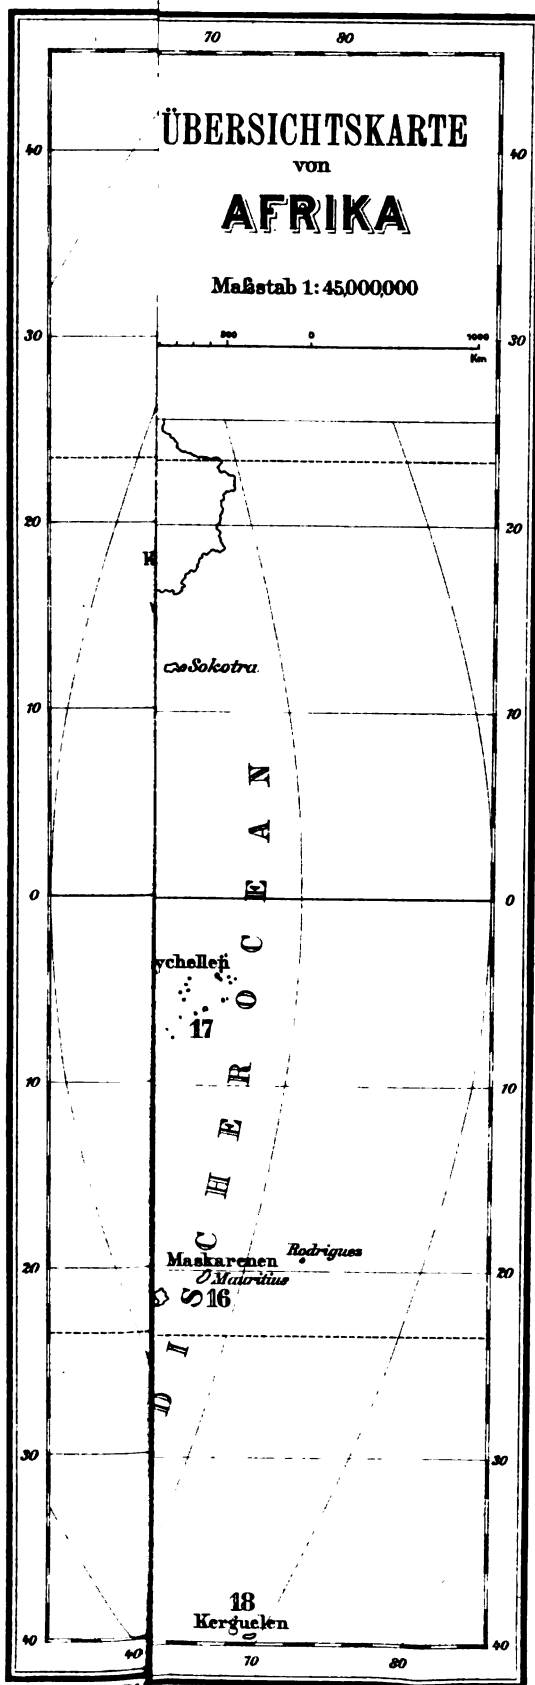 70 80
ÜBERSICHTSKARTE
von
AFRIKA
Maßstab 1:45,000,000
500 0 1000
Km
40 40
30 30
20 20
Sokotra
10 10
0 0
ychellen
17
DISCHER OCEAN
10 10
Rodrigues
Maskarenen
20 20
Mauritius
16
30 30
18
Kerguelen
40 40
40 70 80